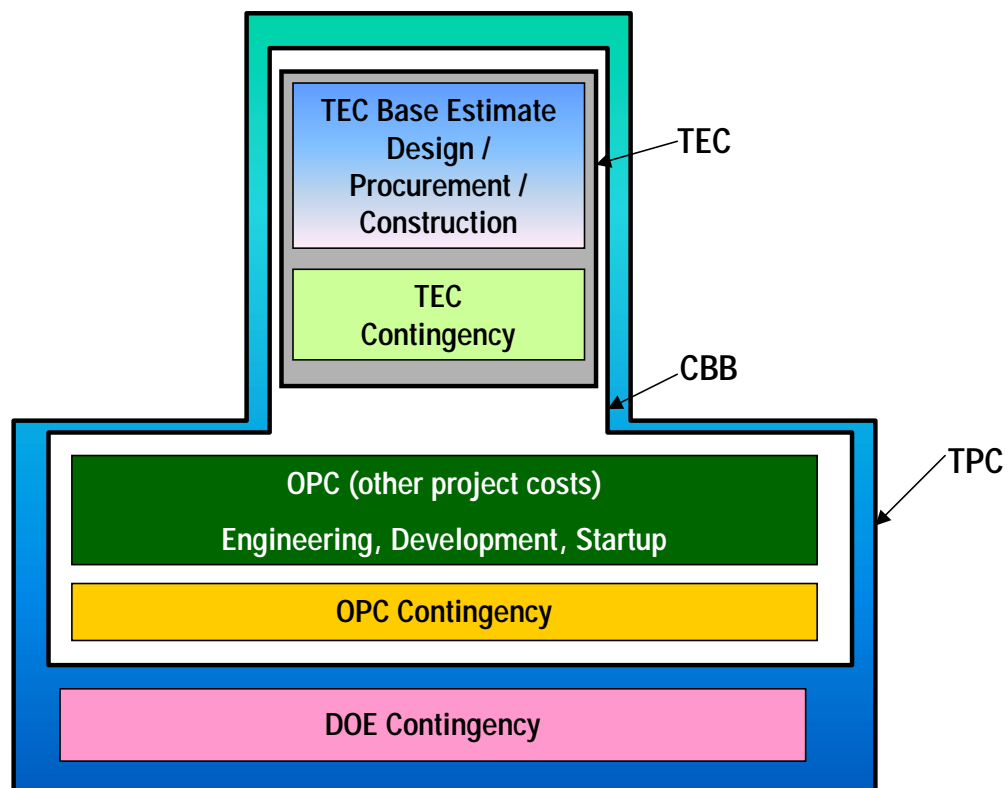 TEC Base Estimate
Design /
Procurement /
Construction
TEC
TEC
Contingency
CBB
OPC (other project costs)
Engineering, Development, Startup
TPC
OPC Contingency
DOE Contingency